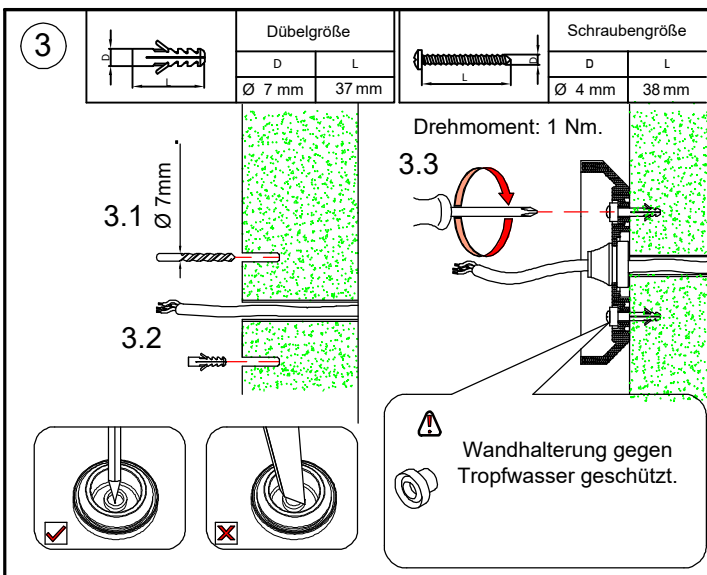 3
D
L
Dübelgröße
D L
Ø 7 mm 37 mm
L
D
Schraubengröße
D L
Ø 4 mm 38 mm
3.1
Ø 7mm
3.2
Drehmoment: 1 Nm.
3.3
Wandhalterung gegen
Tropfwasser geschützt.